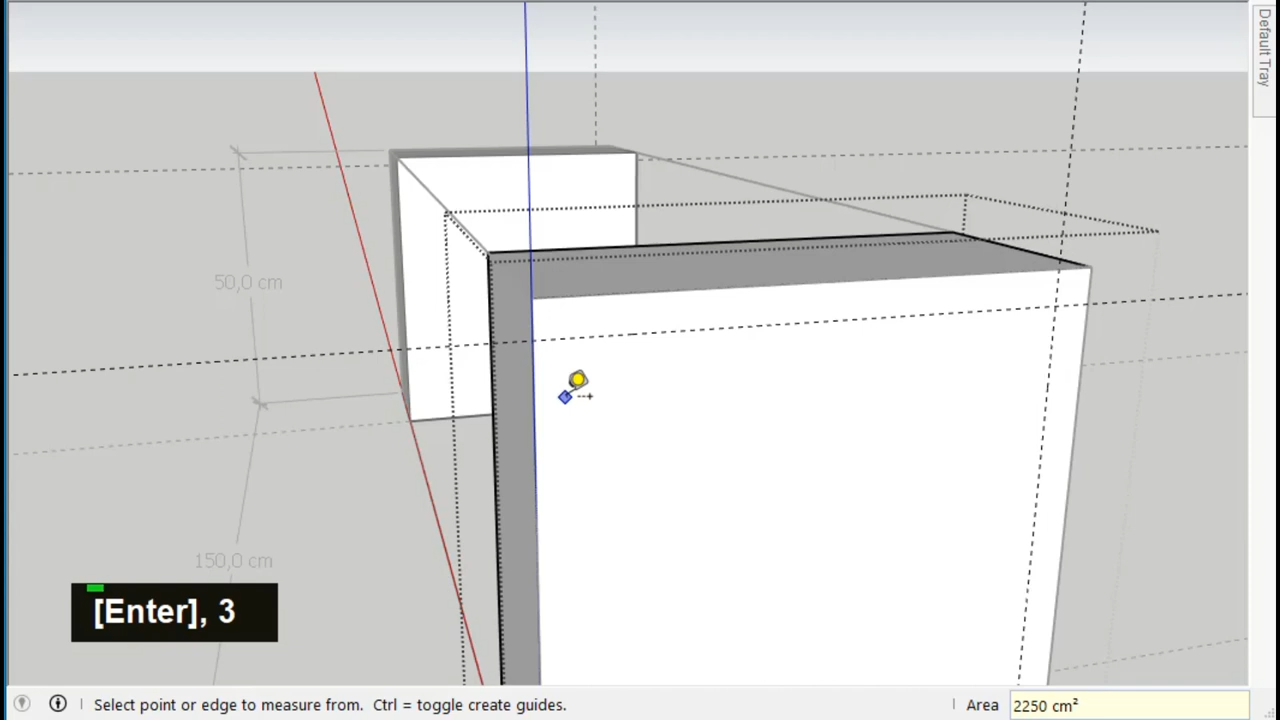 Default Tray
50,0 cm
150,0 cm
[Enter], 3
Select point or edge to measure from. Ctrl = toggle create guides.
Area
2250 cm²